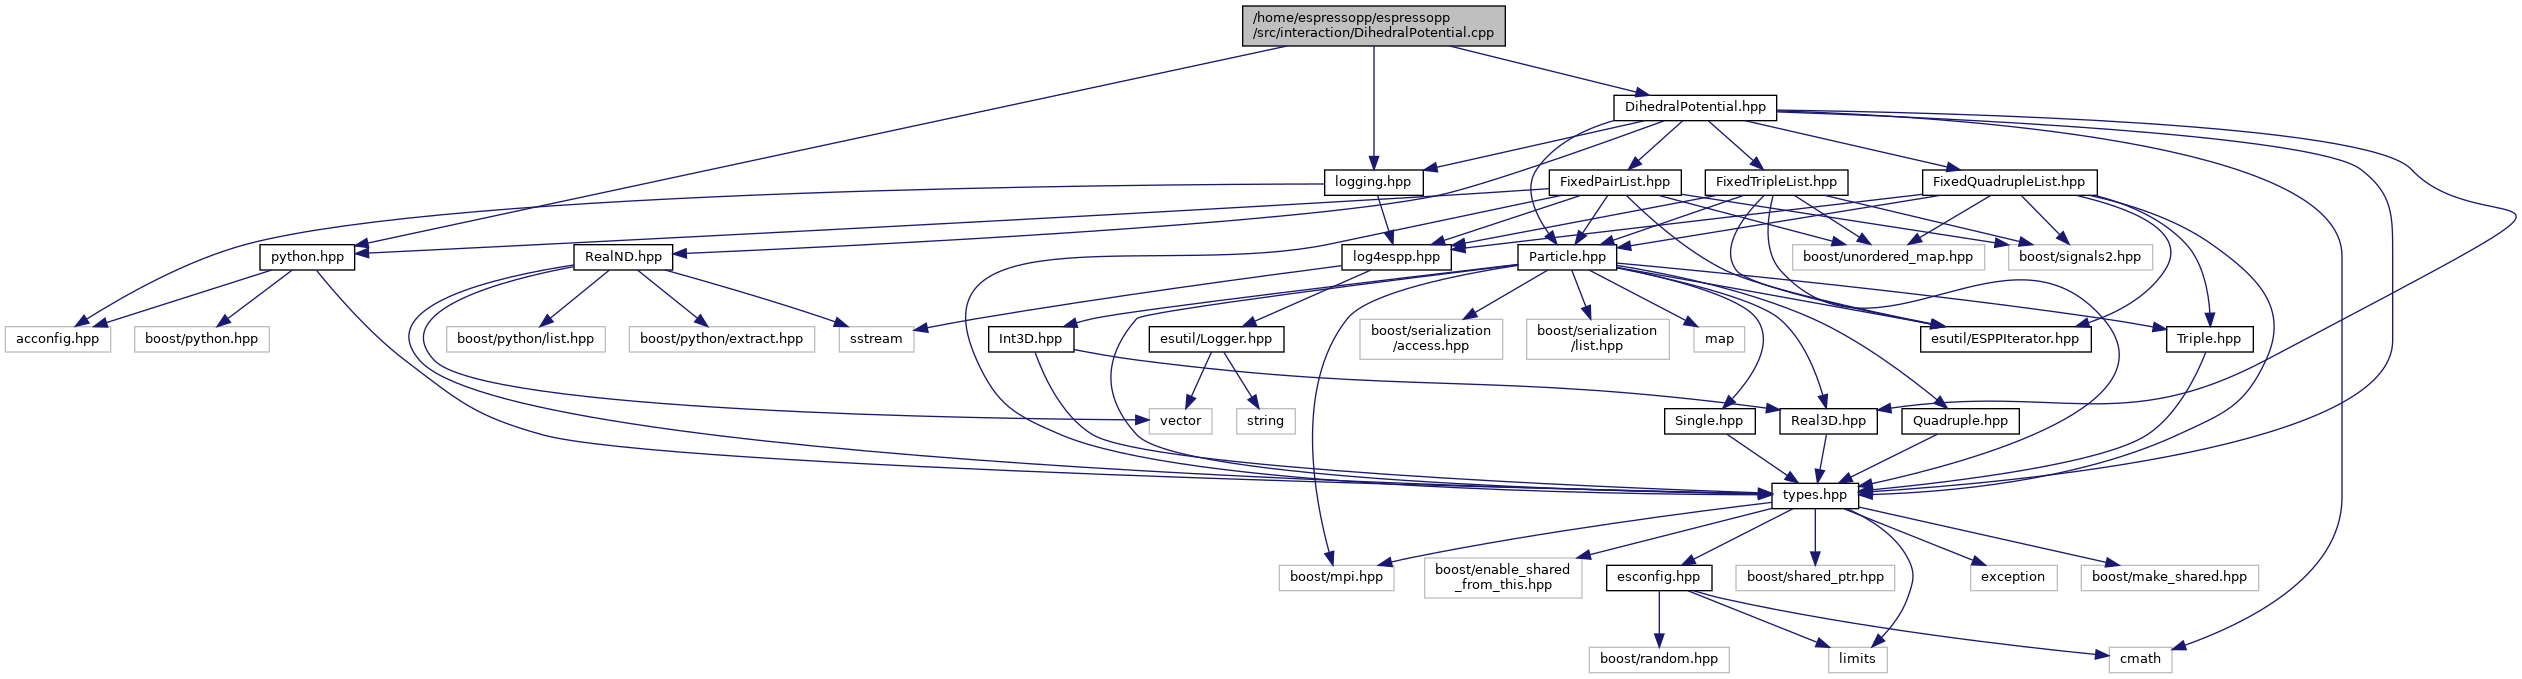 /home/espressopp/espressopp
/src/interaction/DihedralPotential.cpp
DihedralPotential.hpp
logging.hpp
FixedPairList.hpp
FixedTripleList.hpp
FixedQuadrupleList.hpp
python.hpp
RealND.hpp
log4espp.hpp
Particle.hpp
boost/unordered_map.hpp
boost/signals2.hpp
acconfig.hpp
boost/python.hpp
boost/python/list.hpp
boost/python/extract.hpp
sstream
Int3D.hpp
esutil/Logger.hpp
boost/serialization
/access.hpp
boost/serialization
/list.hpp
map
esutil/ESPPIterator.hpp
Triple.hpp
vector
string
Single.hpp
Real3D.hpp
Quadruple.hpp
types.hpp
boost/mpi.hpp
boost/enable_shared
_from_this.hpp
esconfig.hpp
boost/shared_ptr.hpp
exception
boost/make_shared.hpp
boost/random.hpp
limits
cmath